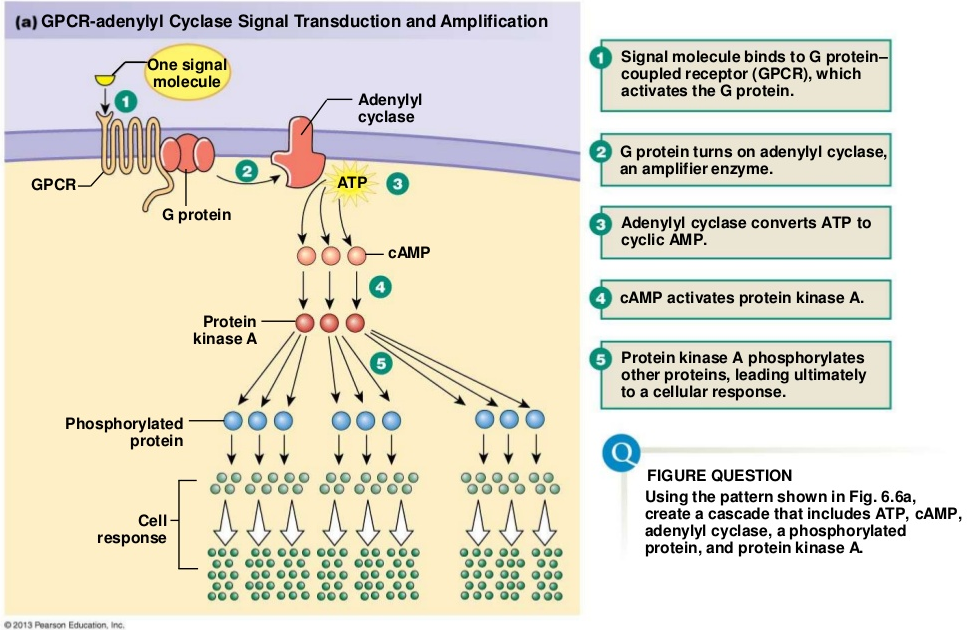 (a) GPCR-adenylyl Cyclase Signal Transduction and Amplification
One signal
molecule
1
Adenylyl
cyclase
GPCR
G protein
2
ATP
3
cAMP
4
Protein
kinase A
5
Phosphorylated
protein
Cell
response
1
Signal molecule binds to G protein–
coupled receptor (GPCR), which
activates the G protein.
2
G protein turns on adenylyl cyclase,
an amplifier enzyme.
3
Adenylyl cyclase converts ATP to
cyclic AMP.
4
cAMP activates protein kinase A.
5
Protein kinase A phosphorylates
other proteins, leading ultimately
to a cellular response.
Q
FIGURE QUESTION
Using the pattern shown in Fig. 6.6a,
create a cascade that includes ATP, cAMP,
adenylyl cyclase, a phosphorylated
protein, and protein kinase A.
© 2013 Pearson Education, Inc.